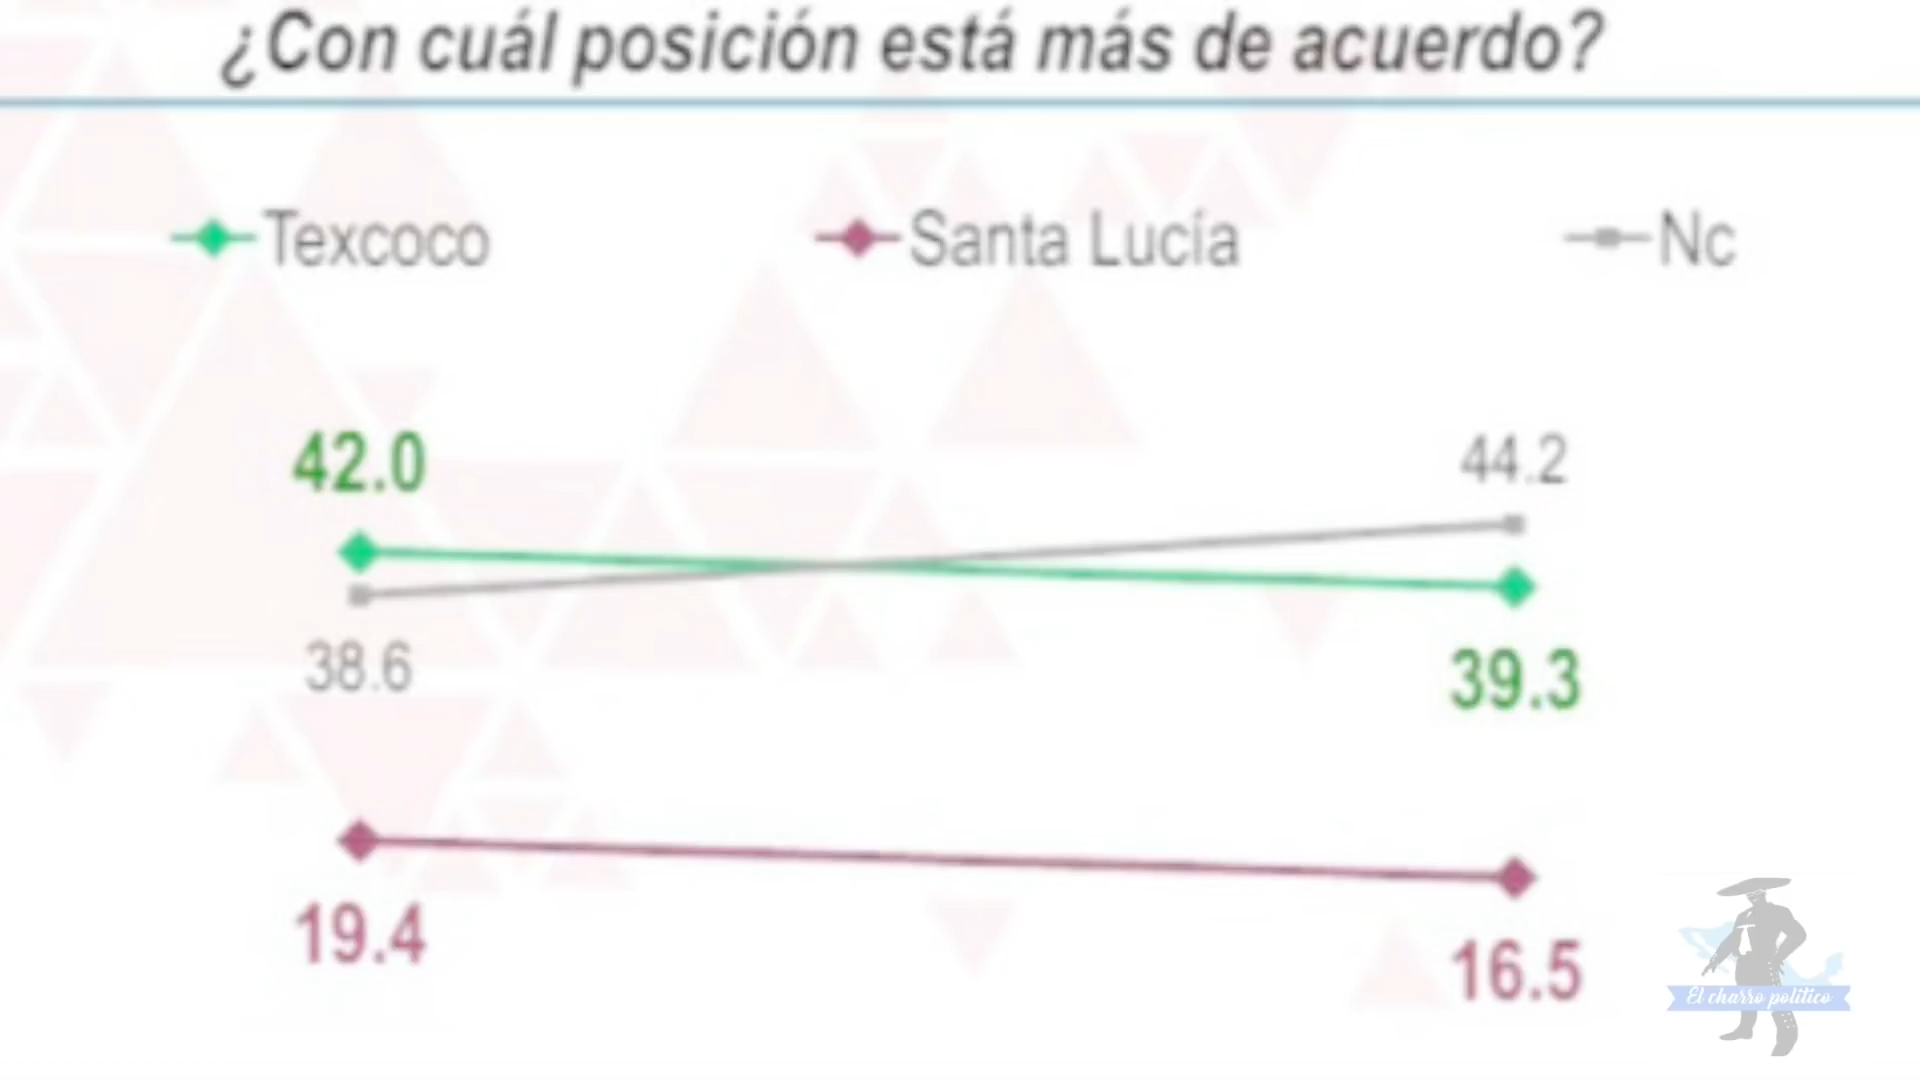 ¿Con cuál posición está más de acuerdo?
Texcoco Santa Lucía Nc
42.0 44.2
38.6 39.3
19.4 16.5
El charro político